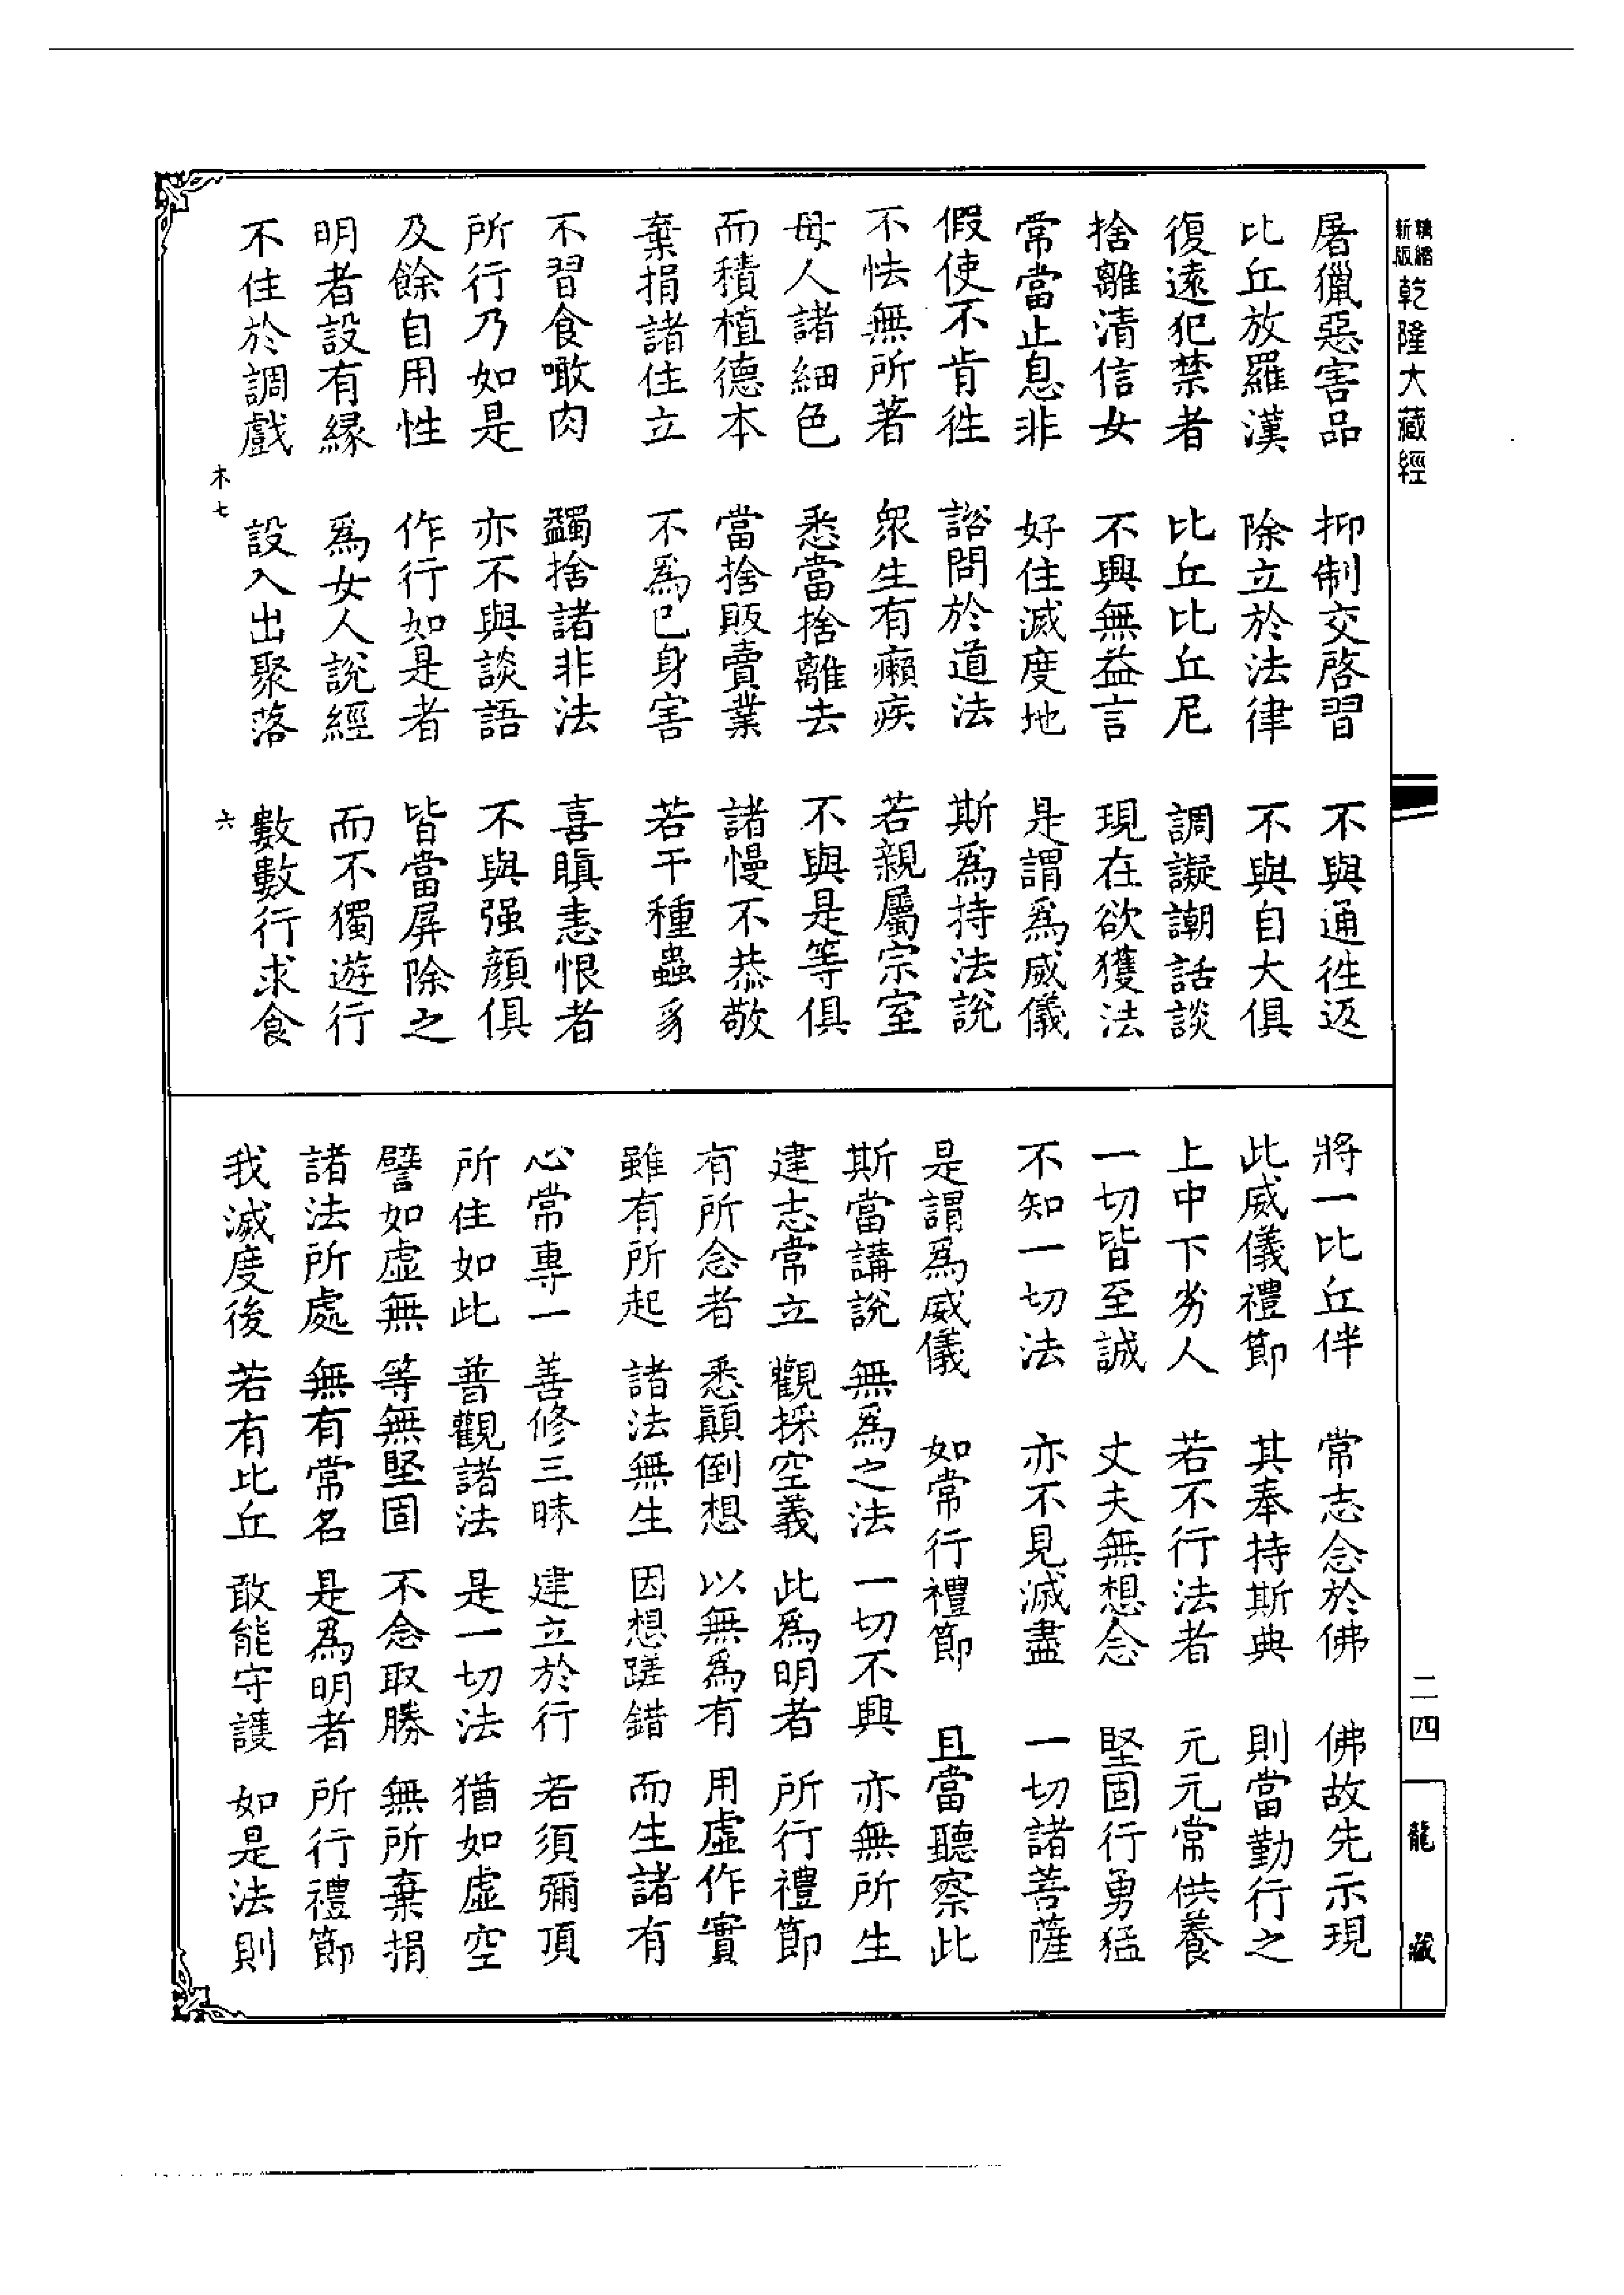 新版
精縮
乾隆大藏經
屠獵惡害品　抑制交啓習　不與通徃返
比丘放羅漢　除立於法律　不與自大俱
復遠犯禁者　比丘比丘尼　調譺謿話談
捨離清信女　不興無益言　現在欲獲法
常當止息非　好住滅度地　是謂爲威儀
假使不肯徃　諮問於道法　斯爲持法說
不怯無所著　衆生有癩疾　若親屬宗室
母人諸細色　悉當捨離去　不與是等俱
而積植德本　當捨販賣業　諸慢不恭敬
棄捐諸住立　不爲已身害　若干種蟲豸
不習食噉肉　蠲捨諸非法　喜瞋恚恨者
所行乃如是　亦不與談語　不與强顏俱
及餘自用性　作行如是者　皆當屏除之
明者設有緣　爲女人說經　而不獨遊行
不住於調戲　設入出聚落　數數行求食
木七　六
將一比丘伴　常志念於佛　佛故先示現
此威儀禮節　其奉持斯典　則當勤行之
上中下劣人　若不行法者　元元常供養
一切皆至誠　丈夫無想念　堅固行勇猛
不知一切法　亦不見滅盡　一切諸菩薩
是謂爲威儀　如常行禮節　且當聽察此
斯當講說　無爲之法　一切不興　亦無所生
建志常立　觀採空義　此爲明者　所行禮節
有所念者　悉顛倒想　以無爲有　用虛作實
雖有所起　諸法無生　因想蹉錯　而生諸有
心常專一　善修三昧　建立於行　若須彌頂
所住如此　普觀諸法　是一切法　猶如虛空
譬如虛無　等無堅固　不念取勝　無所棄捐
諸法所處　無有常名　是爲明者　所行禮節
我滅度後　若有比丘　敢能守護　如是法則
二四
龍藏